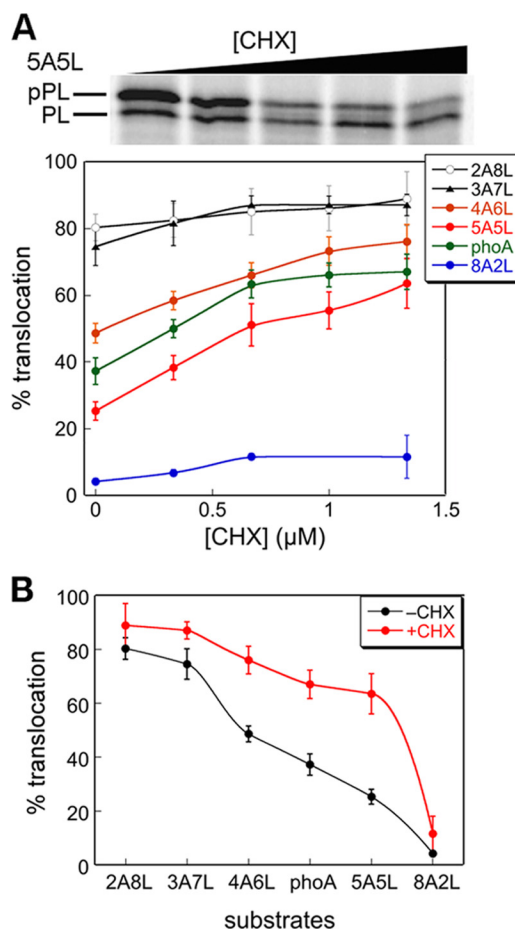 A
[CHX]
5A5L
pPL
PL
100
80
60
40
20
0
% translocation
0
0.5
1
1.5
[CHX] (μM)
2A8L
3A7L
4A6L
5A5L
phoA
8A2L
B
100
80
60
40
20
0
% translocation
–CHX
+CHX
2A8L 3A7L 4A6L phoA 5A5L 8A2L
substrates